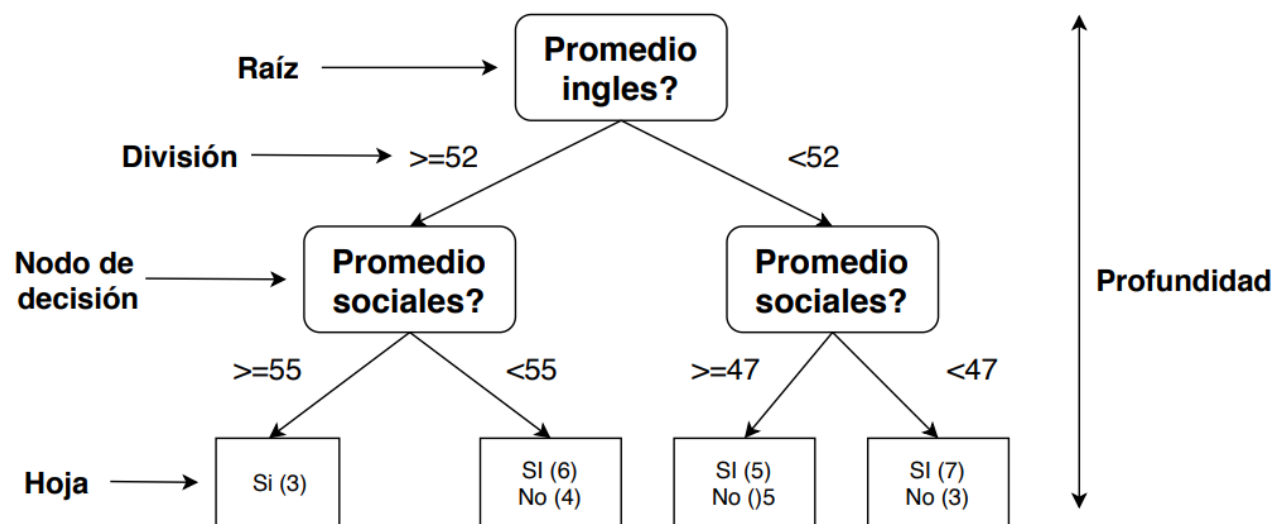 Promedio
ingles?
Raíz
División
>=52
<52
Nodo de
decisión
Promedio
sociales?
Promedio
sociales?
Profundidad
>=55
<55
>=47
<47
Hoja
Si (3)
SI (6)
No (4)
SI (5)
No ()5
SI (7)
No (3)